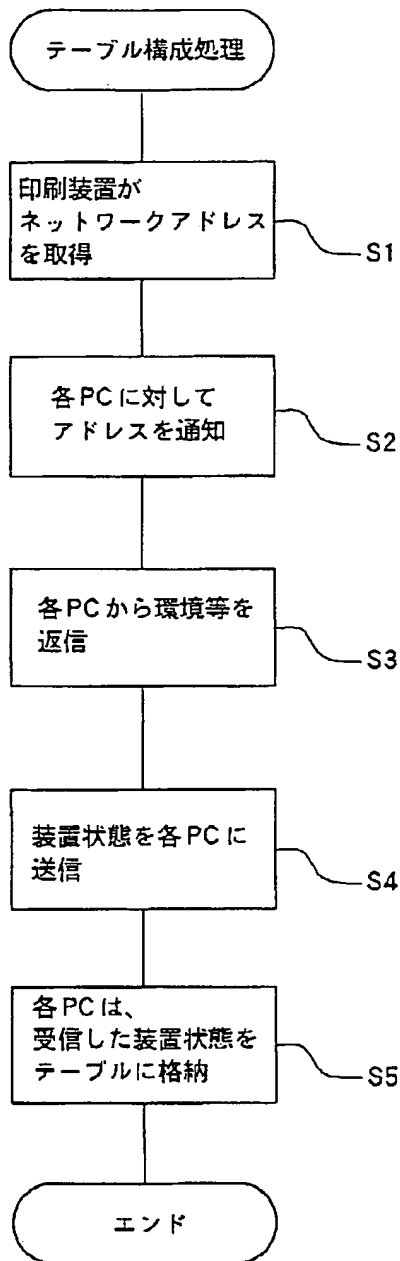 テーブル構成処理
印刷装置が
ネットワークアドレス
を取得
S1
各PCに対して
アドレスを通知
S2
各PCから環境等を
返信
S3
装置状態を各PCに
送信
S4
各PCは、
受信した装置状態を
テーブルに格納
S5
エンド